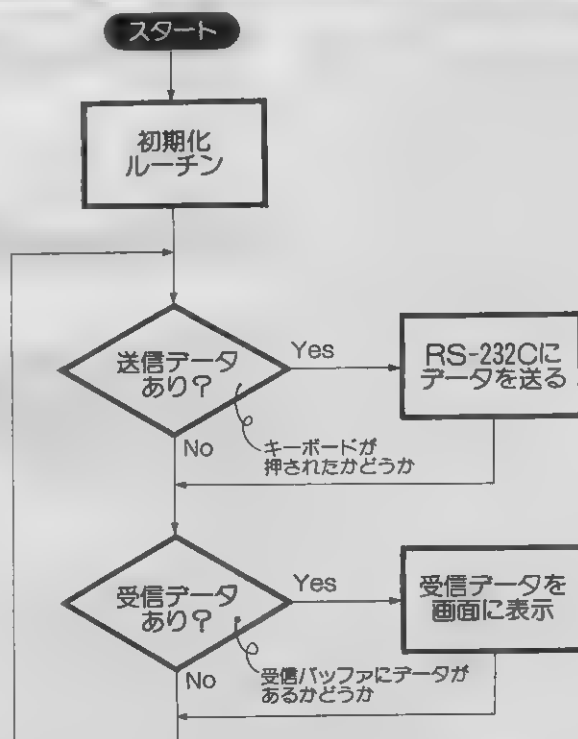 スタート
初期化
ルーチン
送信データ
あり?
Yes
RS-232Cに
データを送る
No
キーボードが
押されたかどうか
受信データ
あり?
Yes
受信データを
画面に表示
No
受信バッファにデータが
あるかどうか